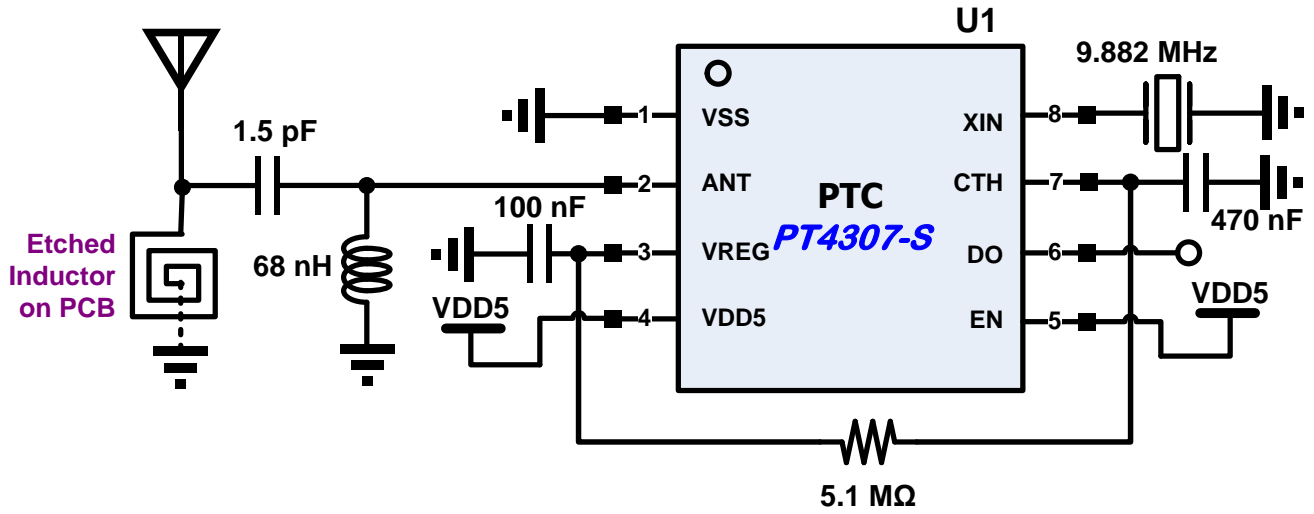 U1
9.882 MHz
1.5 pF
1
VSS
XIN
8
2
ANT
CTH
7
PTC
PT4307-S
100 nF
470 nF
Etched
Inductor
on PCB
68 nH
3
VREG
DO
6
VDD5
VDD5
4
VDD5
EN
5
5.1 MΩ